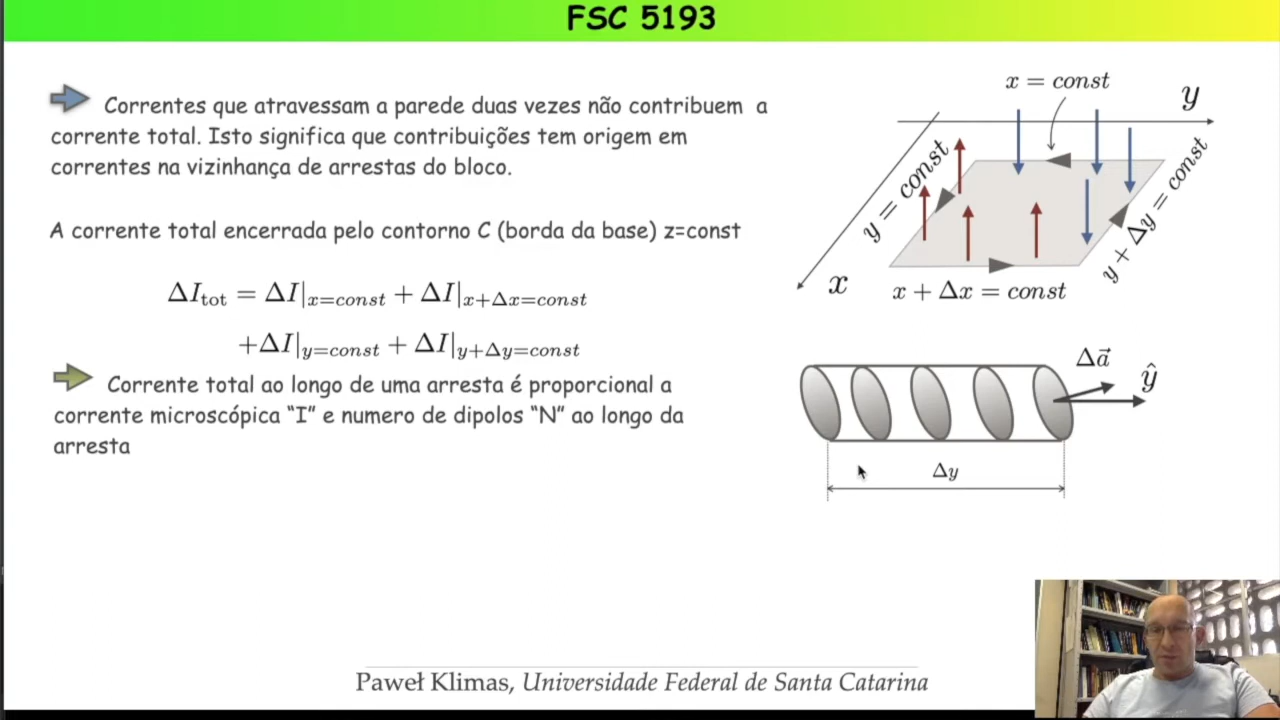 FSC 5193
Correntes que atravessam a parede duas vezes não contribuem a
corrente total. Isto significa que contribuições tem origem em
correntes na vizinhança de arrestas do bloco.
A corrente total encerrada pelo contorno C (borda da base) z=const
ΔI_tot = ΔI|_{x=const} + ΔI|_{x+Δx=const}
+ΔI|_{y=const} + ΔI|_{y+Δy=const}
Corrente total ao longo de uma arresta é proporcional a
corrente microscópica “I” e numero de dipolos “N” ao longo da
arresta
x = const
y
y = const
y + Δy = const
x
x + Δx = const
Δa⃗
ŷ
Δy
Paweł Klimas, Universidade Federal de Santa Catarina